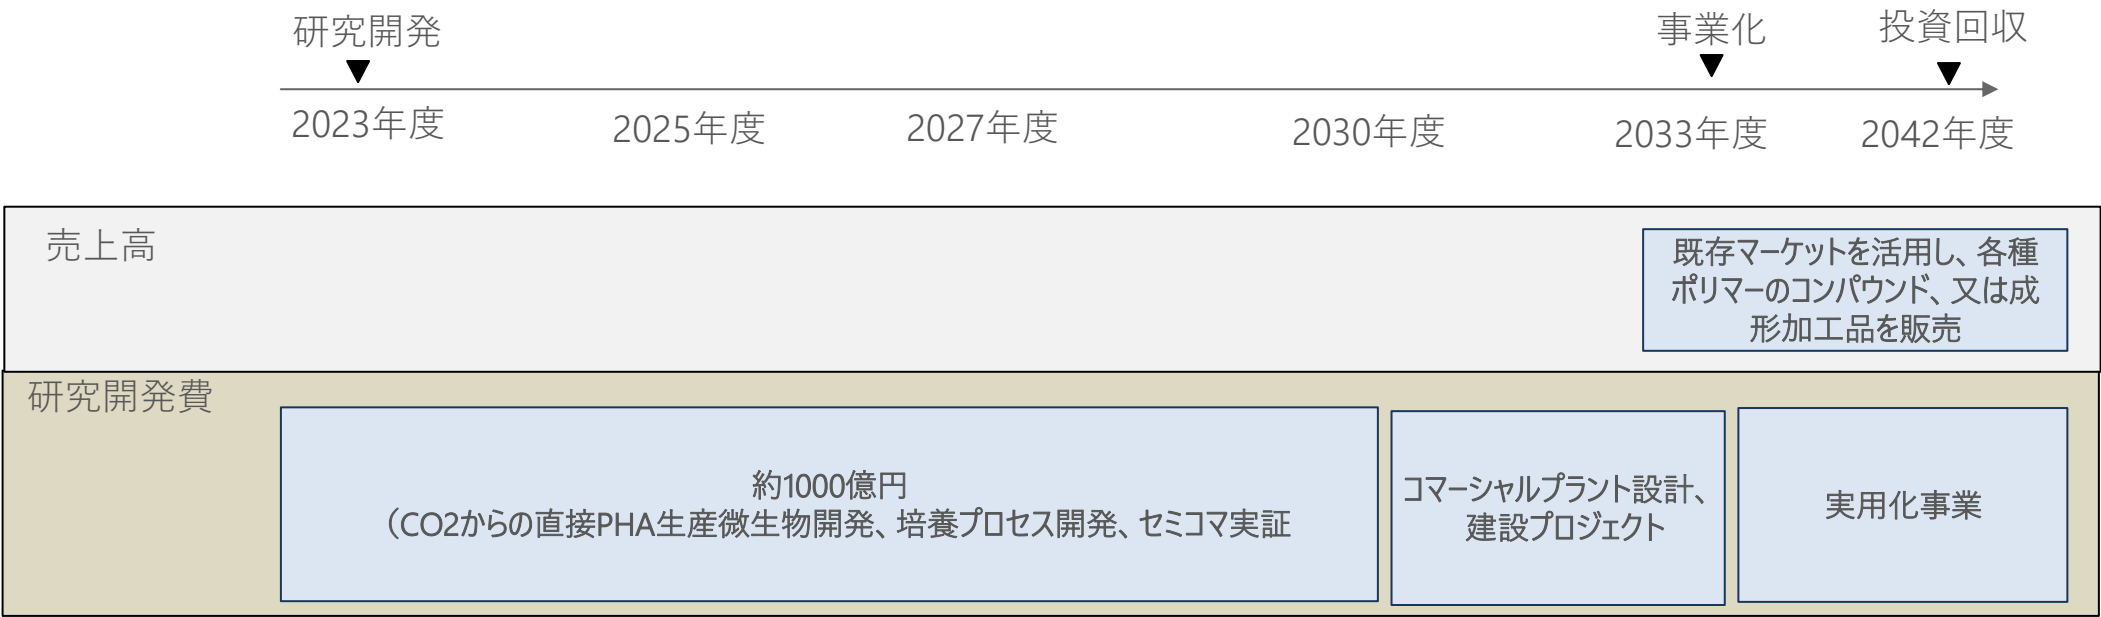 研究開発
事業化
投資回収
2023年度
2025年度
2027年度
2030年度
2033年度
2042年度
売上高
既存マーケットを活用し、各種
ポリマーのコンパウンド、又は成
形加工品を販売
研究開発費
約1000億円
（CO2からの直接PHA生産微生物開発、培養プロセス開発、セミコマ実証
コマーシャルプラント設計、
建設プロジェクト
実用化事業